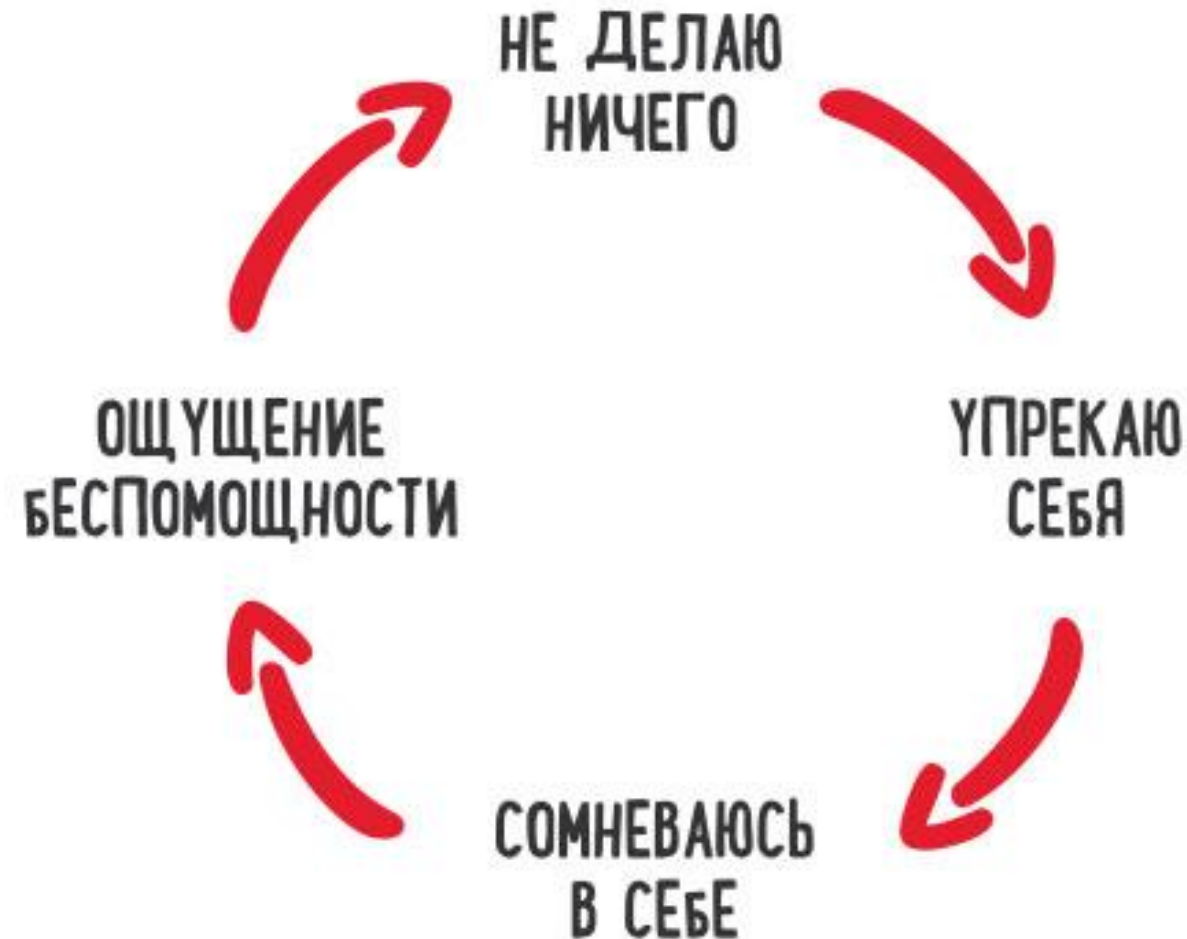 НЕ ДЕЛАЮ
НИЧЕГО
УПРЕКАЮ
СЕБЯ
СОМНЕВАЮСЬ
В СЕБЕ
ОЩУЩЕНИЕ
БЕСПОМОЩНОСТИ